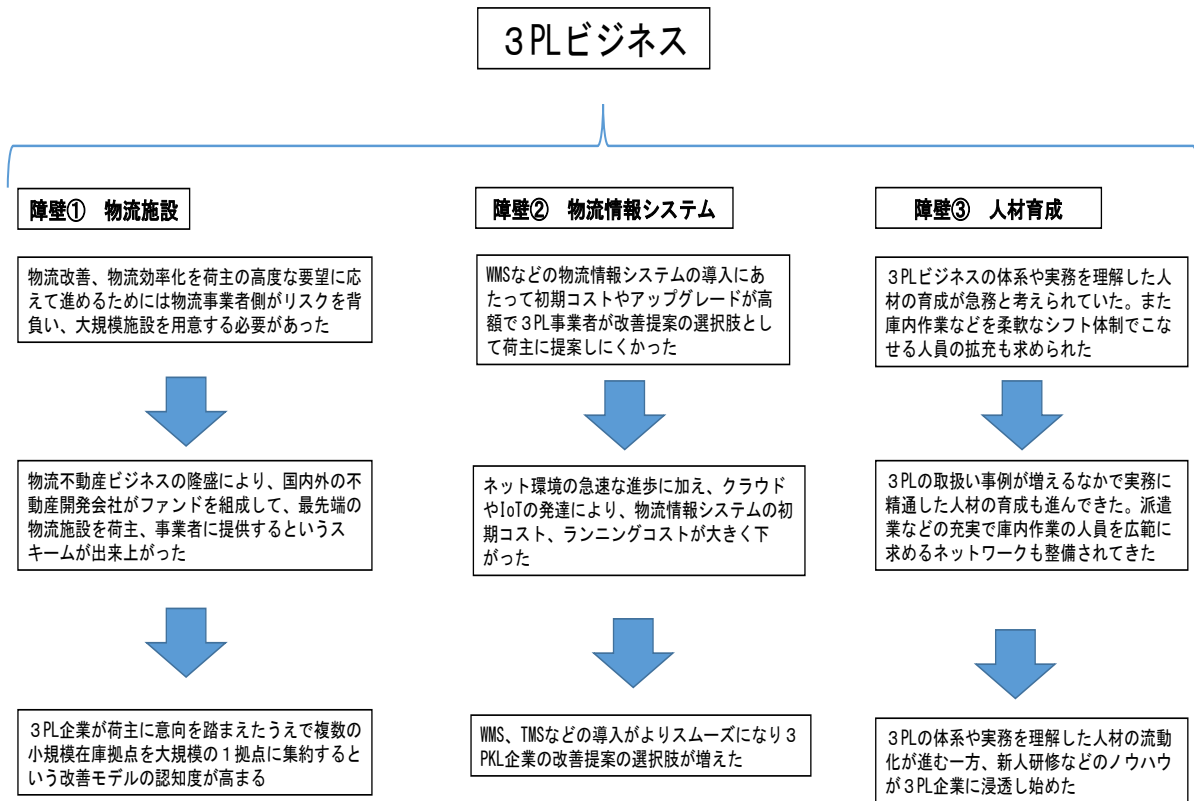 ３PLビジネス
障壁①　物流施設
物流改善、物流効率化を荷主の高度な要望に応
えて進めるためには物流事業者側がリスクを背
負い、大規模施設を用意する必要があった
物流不動産ビジネスの隆盛により、国内外の不
動産開発会社がファンドを組成して、最先端の
物流施設を荷主、事業者に提供するというス
キームが出来上がった
３PL企業が荷主に意向を踏まえたうえで複数の
小規模在庫拠点を大規模の１拠点に集約すると
いう改善モデルの認知度が高まる
障壁②　物流情報システム
WMSなどの物流情報システムの導入にあ
たって初期コストやアップグレードが高
額で３PL事業者が改善提案の選択肢とし
て荷主に提案しにくかった
ネット環境の急速な進歩に加え、クラウド
やIoTの発達により、物流情報システムの初
期コスト、ランニングコストが大きく下
がった
WMS、TMSなどの導入がよりスムーズになり３
PKL企業の改善提案の選択肢が増えた
障壁③　人材育成
３PLビジネスの体系や実務を理解した人
材の育成が急務と考えられていた。また
庫内作業などを柔軟なシフト体制でこな
せる人員の拡充も求められた
３PLの取扱い事例が増えるなかで実務に
精通した人材の育成も進んできた。派遣
業などの充実で庫内作業の人員を広範に
求めるネットワークも整備されてきた
３PLの体系や実務を理解した人材の流動
化が進む一方、新人研修などのノウハウ
が３PL企業に浸透し始めた